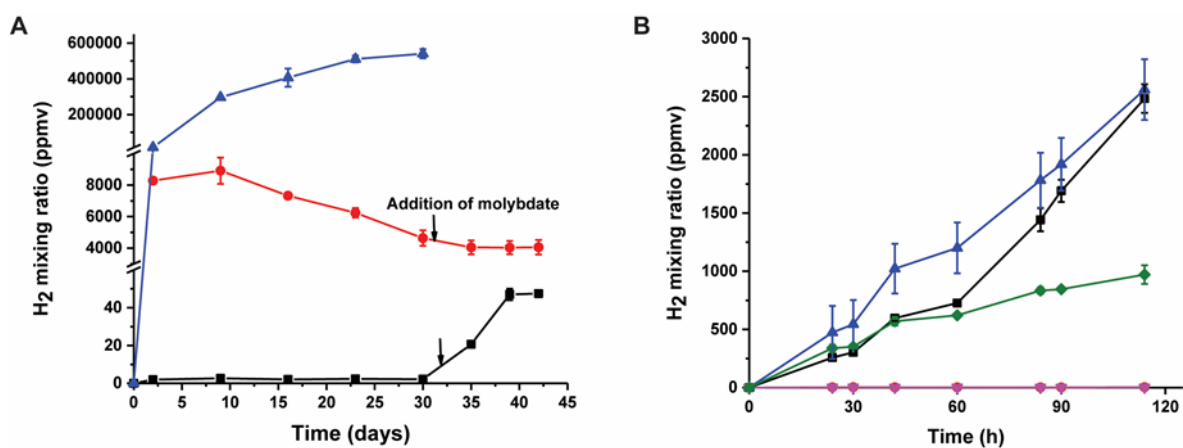 A
B
H2 mixing ratio (ppmv)
600000
400000
200000
8000
6000
4000
40
20
0
Addition of molybdate
0 5 10 15 20 25 30 35 40 45
Time (days)
H2 mixing ratio (ppmv)
3000
2500
2000
1500
1000
500
0
0 30 60 90 120
Time (h)